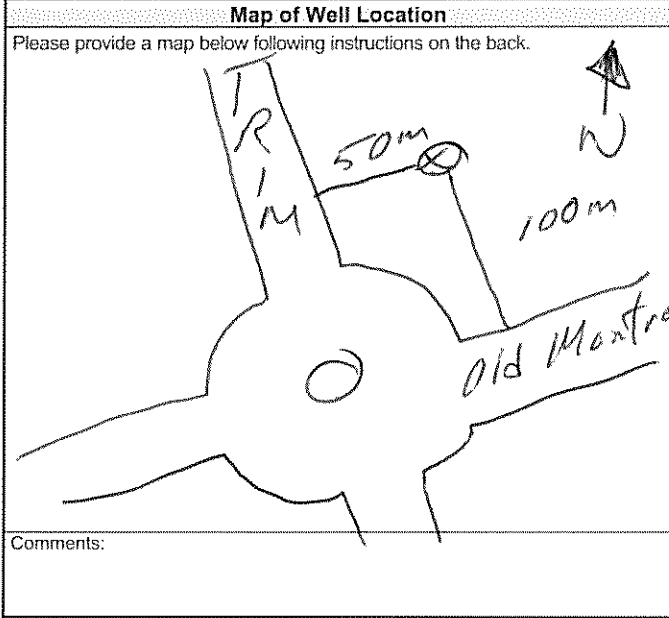 Map of Well Location
Please provide a map below following instructions on the back.
TRIM
50m
N
100m
Old Montre
Comments: